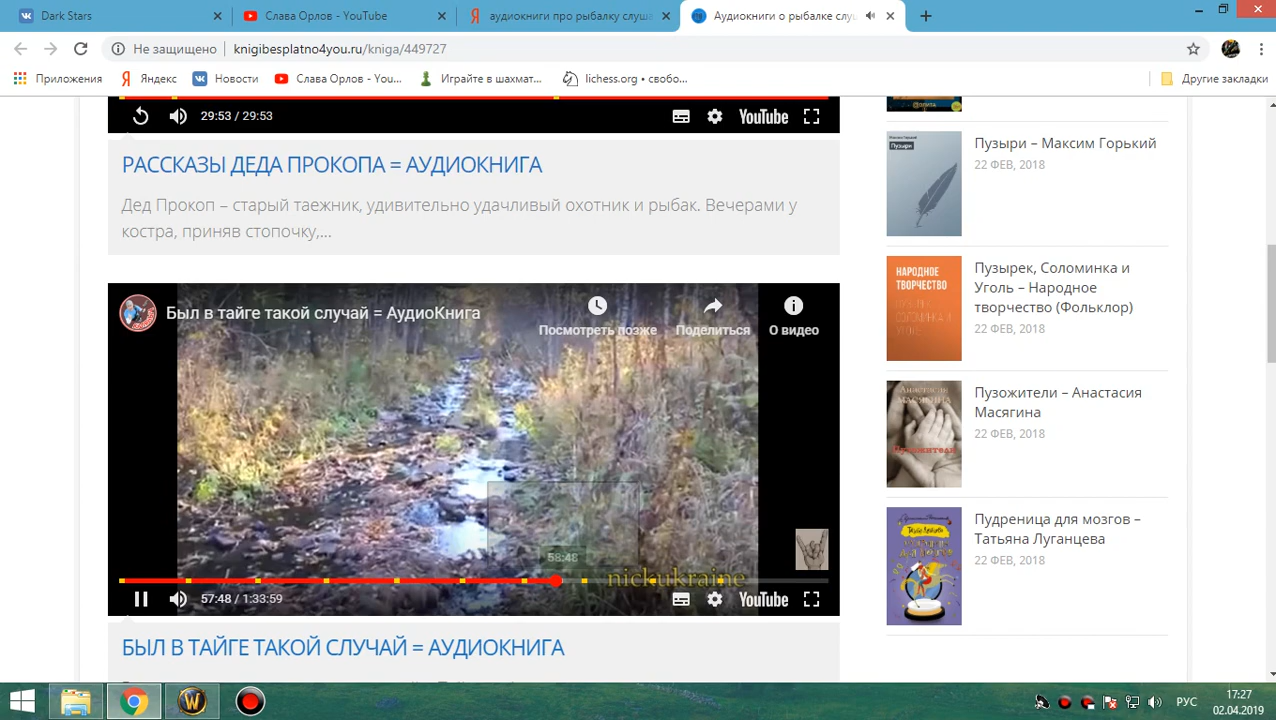 Dark Stars
Слава Орлов - YouTube
аудиокниги про рыбалку слуша
Аудиокниги о рыбалке слу
Не защищено
knigibesplatno4you.ru/kniga/449727
Приложения
Яндекс
Новости
Слава Орлов - You...
Играйте в шахмат...
lichess.org • свобо...
Другие закладки
29:53 / 29:53
YouTube
РАССКАЗЫ ДЕДА ПРОКОПА = АУДИОКНИГА
Дед Прокоп – старый таежник, удивительно удачливый охотник и рыбак. Вечерами у
костра, приняв стопочку,...
Был в тайге такой случай = АудиоКнига
Посмотреть позже
Поделиться
О видео
58:48
nickukraine
57:48 / 1:33:59
YouTube
БЫЛ В ТАЙГЕ ТАКОЙ СЛУЧАЙ = АУДИОКНИГА
Пузыри
Пузыри – Максим Горький
22 ФЕВ, 2018
НАРОДНОЕ
ТВОРЧЕСТВО
Пузырек, Соломинка и
Уголь – Народное
творчество (Фольклор)
22 ФЕВ, 2018
Пузожители – Анастасия
Масягина
22 ФЕВ, 2018
Пудреница для мозгов –
Татьяна Луганцева
22 ФЕВ, 2018
РУС
17:27
02.04.2019